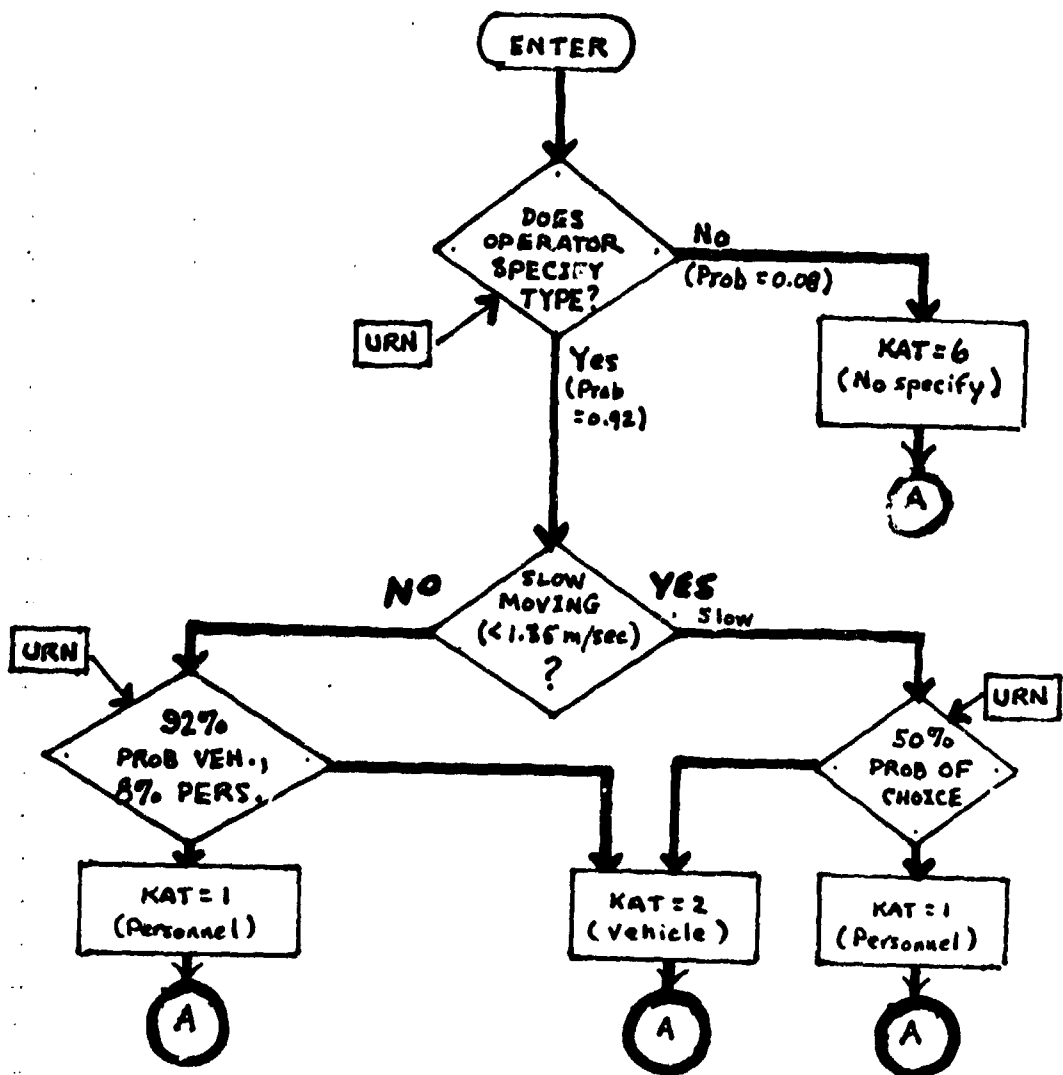 ENTER
DOES
OPERATOR
SPECIFY
TYPE?
No
(Prob = 0.08)
URN
Yes
(Prob
=0.92)
KAT = 6
(No specify)
A
NO
SLOW
MOVING
(< 1.86 m/sec)
?
YES
Slow
URN
92%
PROB VEH.,
8% PERS.
URN
50%
PROB OF
CHOICE
KAT = 1
(Personnel)
KAT = 2
(Vehicle)
KAT = 1
(Personnel)
A
A
A